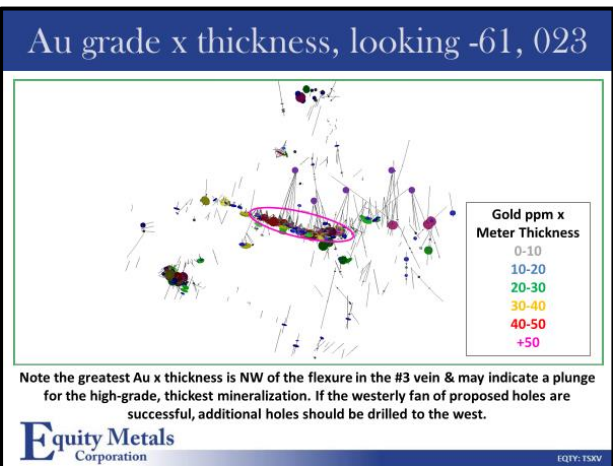 Au grade x thickness, looking -61, 023
Gold ppm x
Meter Thickness
0-10
10-20
20-30
30-40
40-50
+50
Note the greatest Au x thickness is NW of the flexure in the #3 vein & may indicate a plunge
for the high-grade, thickest mineralization. If the westerly fan of proposed holes are
successful, additional holes should be drilled to the west.
Equity Metals
Corporation
EQTY: TSXV